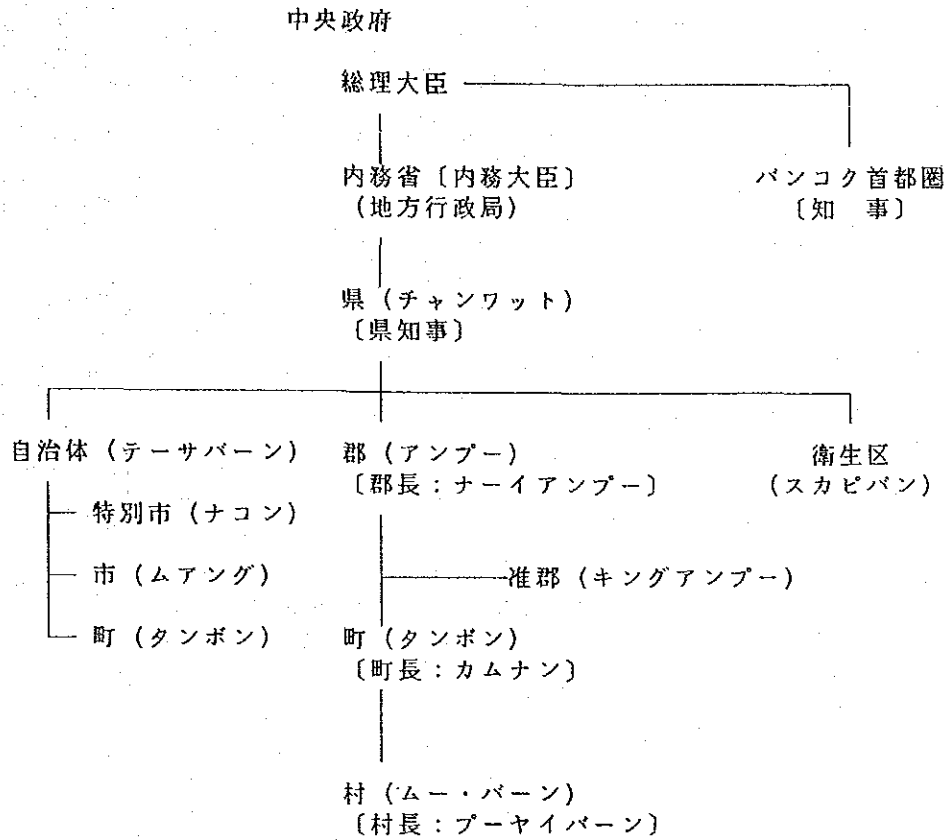 中央政府
総理大臣
内務省〔内務大臣〕 バンコク首都圏
(地方行政局) 〔知 事〕
県(チャンワット)
〔県知事〕
自治体(テーサバーン) 郡(アンプー) 衛生区
〔郡長:ナーイアンプー〕 (スカピバン)
特別市(ナコン)
市(ムアング) 准郡(キングアンプー)
町(タンボン) 町(タンボン)
〔町長:カムナン〕
村(ムー・バーン)
〔村長:プーヤイバーン〕